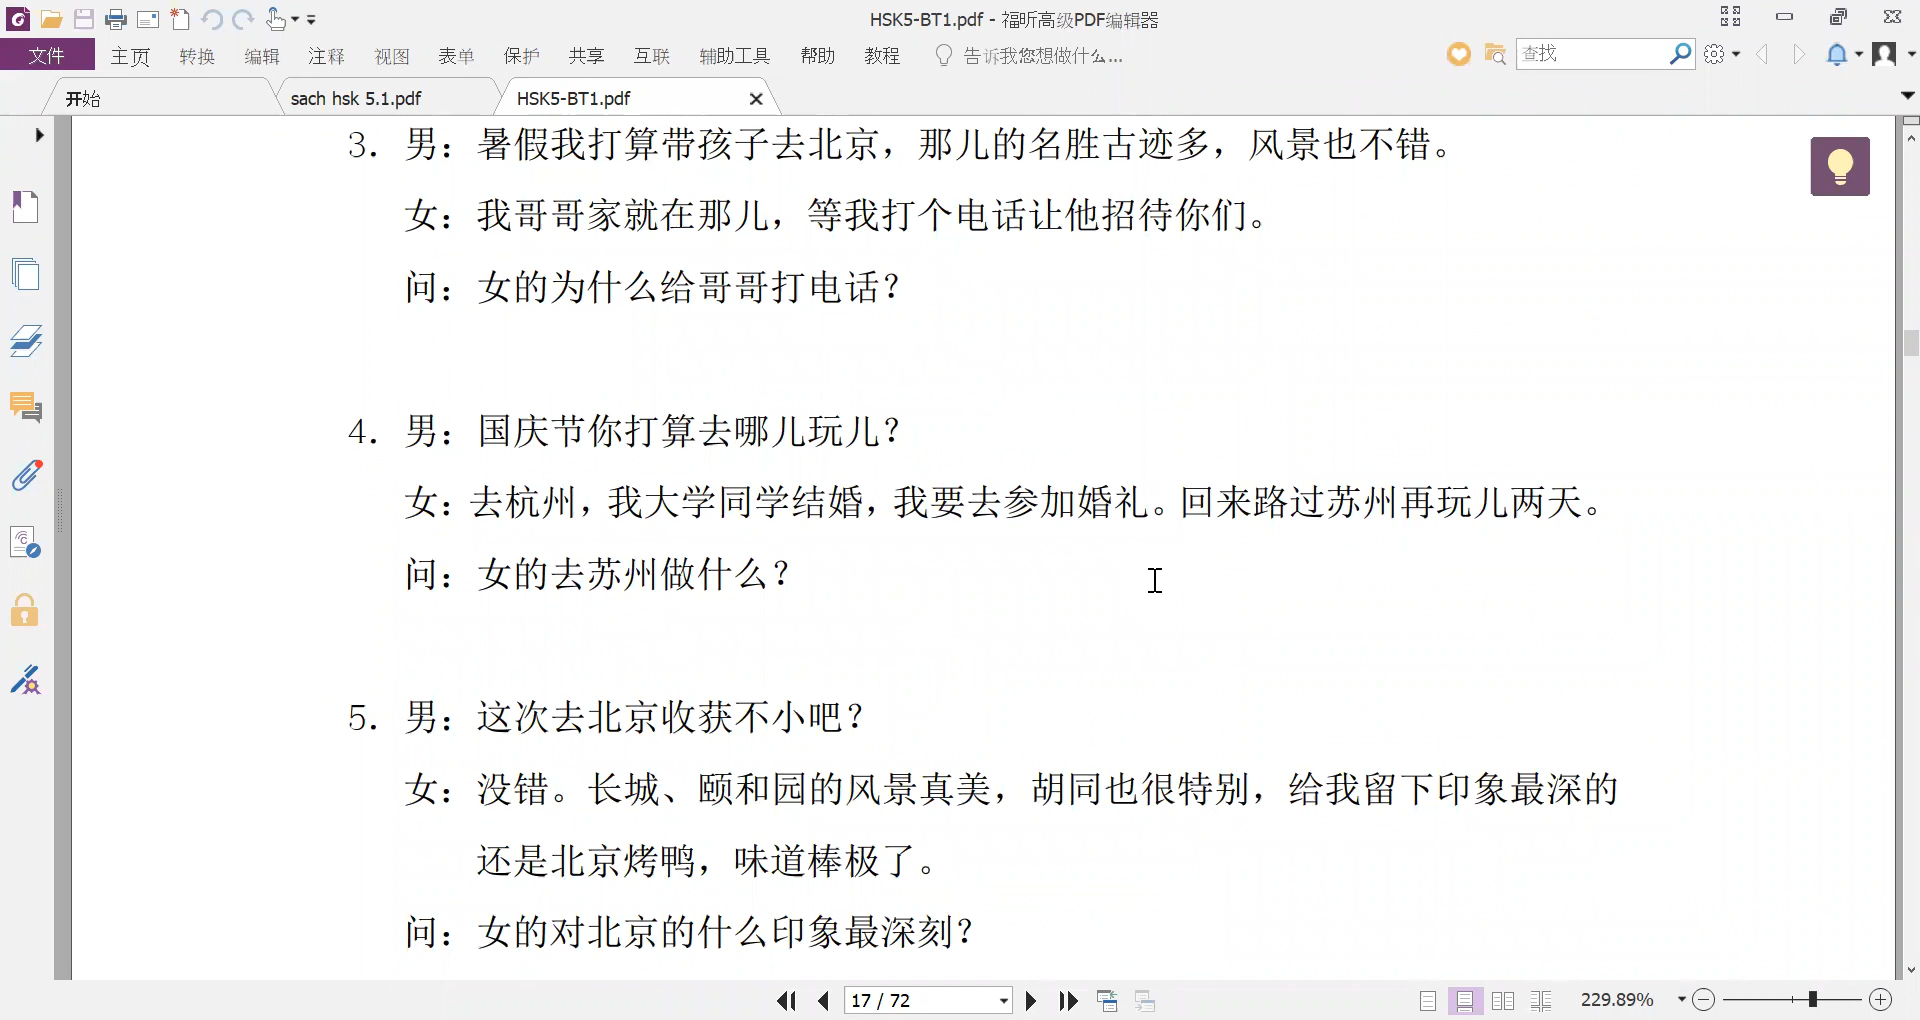 HSK5-BT1.pdf - 福昕高级PDF编辑器
文件 主页 转换 编辑 注释 视图 表单 保护 共享 互联 辅助工具 帮助 教程 告诉我您想做什么... 查找
开始 sach hsk 5.1.pdf HSK5-BT1.pdf
3. 男：暑假我打算带孩子去北京，那儿的名胜古迹多，风景也不错。
女：我哥哥家就在那儿，等我打个电话让他招待你们。
问：女的为什么给哥哥打电话？
4. 男：国庆节你打算去哪儿玩儿？
女：去杭州，我大学同学结婚，我要去参加婚礼。回来路过苏州再玩儿两天。
问：女的去苏州做什么？
5. 男：这次去北京收获不小吧？
女：没错。长城、颐和园的风景真美，胡同也很特别，给我留下印象最深的
还是北京烤鸭，味道棒极了。
问：女的对北京的什么印象最深刻？
17 / 72 229.89%